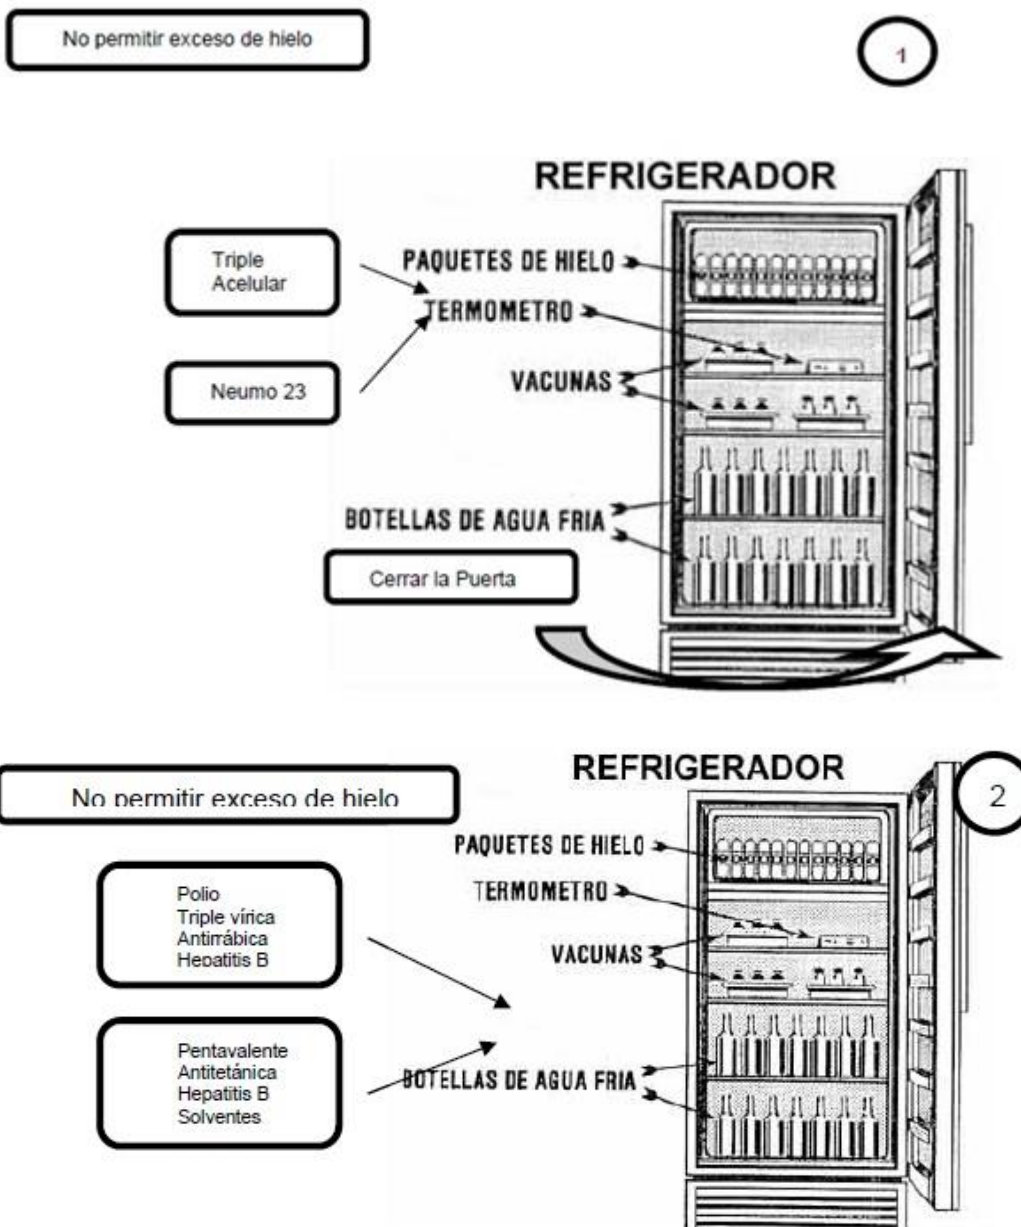 No permitir exceso de hielo
1
REFRIGERADOR
Triple
Acelular
PAQUETES DE HIELO
TERMOMETRO
Neumo 23
VACUNAS
BOTELLAS DE AGUA FRIA
Cerrar la Puerta
REFRIGERADOR
2
No permitir exceso de hielo
PAQUETES DE HIELO
Polio
Triple vírica
Antirrábica
Hepatitis B
TERMOMETRO
VACUNAS
Pentavalente
Antitetánica
Hepatitis B
Solventes
BOTELLAS DE AGUA FRIA